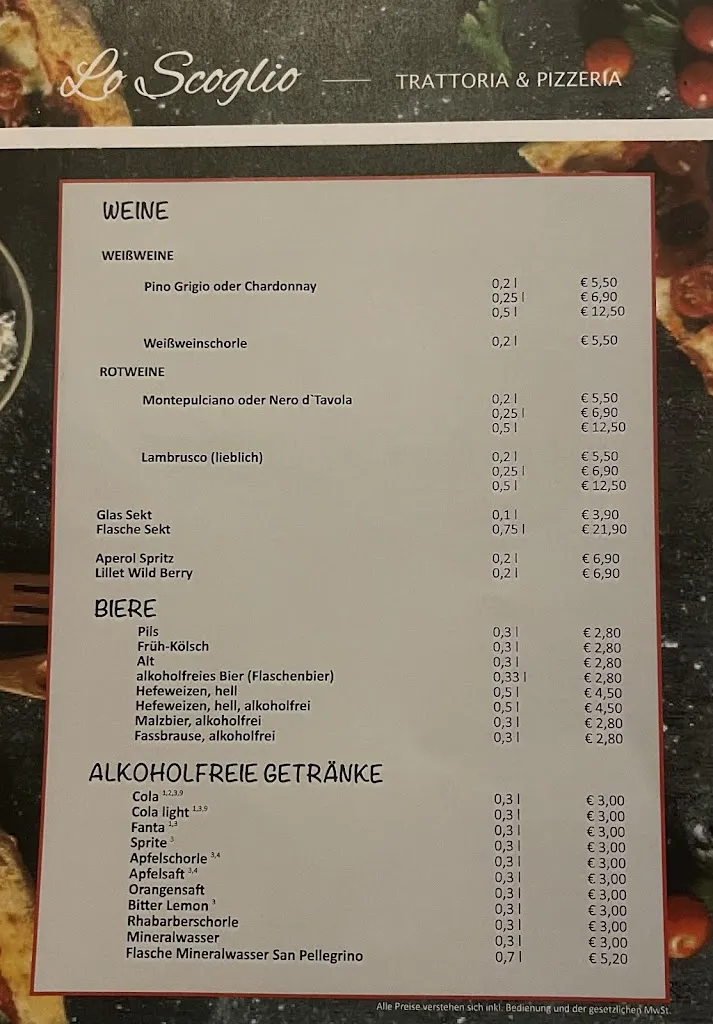 Lo Scoglio — TRATTORIA & PIZZERIA
WEINE
WEIßWEINE
Pino Grigio oder Chardonnay 0,2 l € 5,50
0,25 l € 6,90
0,5 l € 12,50
Weißweinschorle 0,2 l € 5,50
ROTWEINE
Montepulciano oder Nero d`Tavola 0,2 l € 5,50
0,25 l € 6,90
0,5 l € 12,50
Lambrusco (lieblich) 0,2 l € 5,50
0,25 l € 6,90
0,5 l € 12,50
Glas Sekt 0,1 l € 3,90
Flasche Sekt 0,75 l € 21,90
Aperol Spritz 0,2 l € 6,90
Lillet Wild Berry 0,2 l € 6,90
BIERE
Pils 0,3 l € 2,80
Früh-Kölsch 0,3 l € 2,80
Alt 0,3 l € 2,80
alkoholfreies Bier (Flaschenbier) 0,33 l € 2,80
Hefeweizen, hell 0,5 l € 4,50
Hefeweizen, hell, alkoholfrei 0,5 l € 4,50
Malzbier, alkoholfrei 0,3 l € 2,80
Fassbrause, alkoholfrei 0,3 l € 2,80
ALKOHOLFREIE GETRÄNKE
Cola 1,2,3,9 0,3 l € 3,00
Cola light 1,3,9 0,3 l € 3,00
Fanta 1,3 0,3 l € 3,00
Sprite 3 0,3 l € 3,00
Apfelschorle 3,4 0,3 l € 3,00
Apfelsaft 3,4 0,3 l € 3,00
Orangensaft 0,3 l € 3,00
Bitter Lemon 3 0,3 l € 3,00
Rhabarberschorle 0,3 l € 3,00
Mineralwasser 0,3 l € 3,00
Flasche Mineralwasser San Pellegrino 0,7 l € 5,20
Alle Preise verstehen sich inkl. Bedienung und der gesetzlichen MwSt.